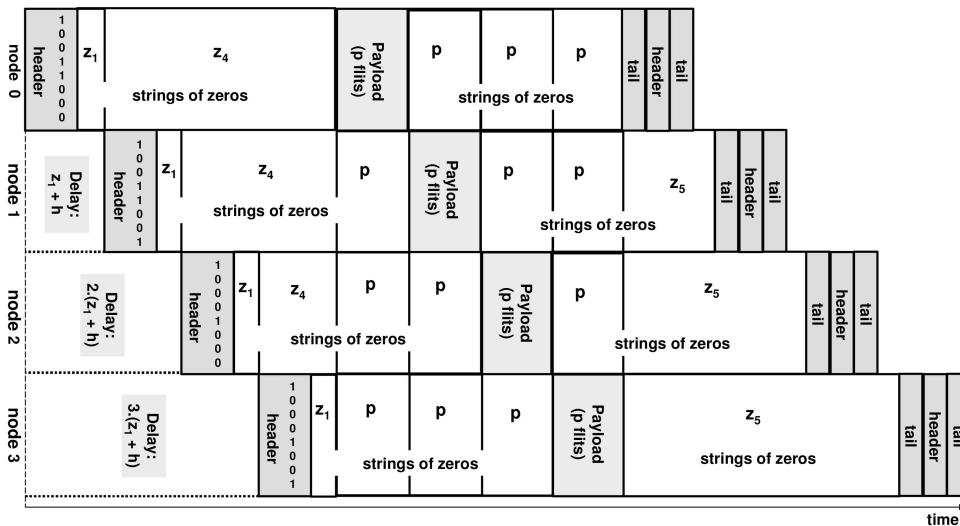 node 0
header
1 0 0 1 1 0 0 0
z1
z4
strings of zeros
Payload
(p flits)
p
p
p
strings of zeros
tail
header
tail
node 1
Delay:
z1 + h
header
1 0 0 1 1 0 0 1
z1
z4
strings of zeros
p
Payload
(p flits)
p
p
strings of zeros
z5
tail
header
tail
node 2
Delay:
2.(z1 + h)
header
1 0 0 0 1 0 0 0
z1
z4
strings of zeros
p
p
Payload
(p flits)
p
z5
strings of zeros
tail
header
tail
node 3
Delay:
3.(z1 + h)
header
1 0 0 0 1 0 0 1
z1
p
p
p
strings of zeros
Payload
(p flits)
z5
strings of zeros
tail
header
tail
time